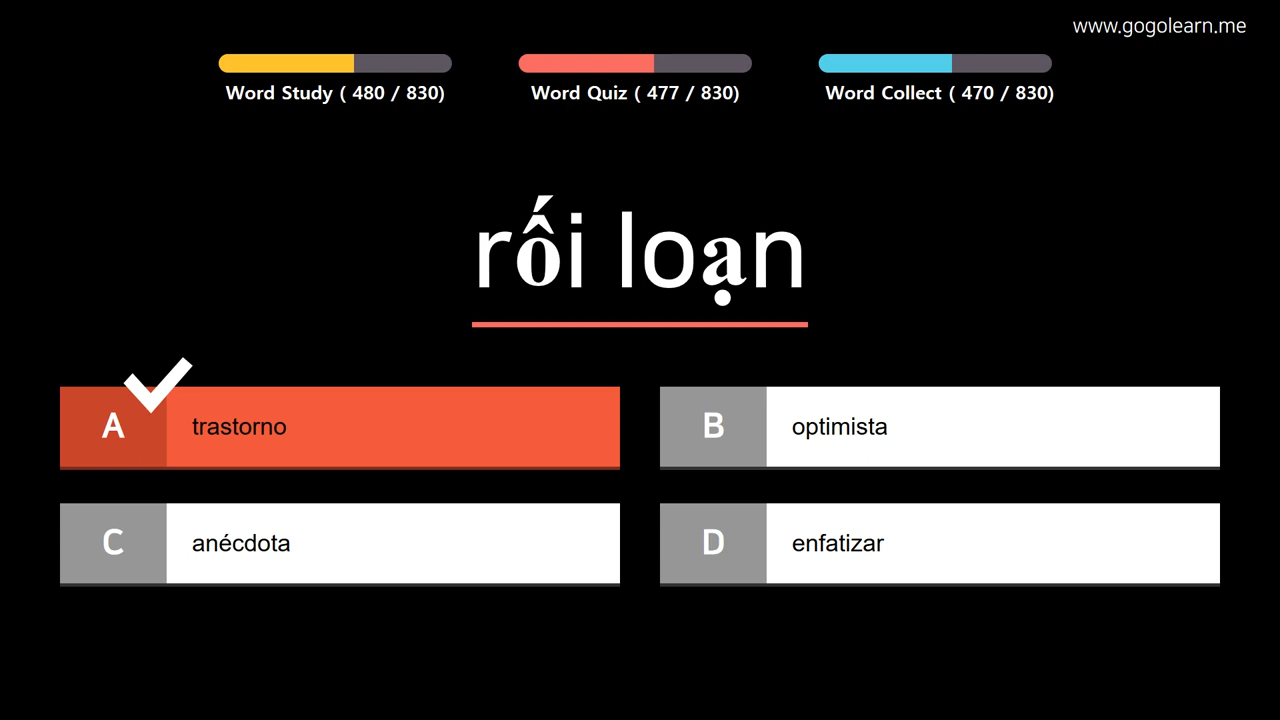 www.gogolearn.me
Word Study ( 480 / 830)
Word Quiz ( 477 / 830)
Word Collect ( 470 / 830)
rối loạn
A trastorno
B optimista
C anécdota
D enfatizar